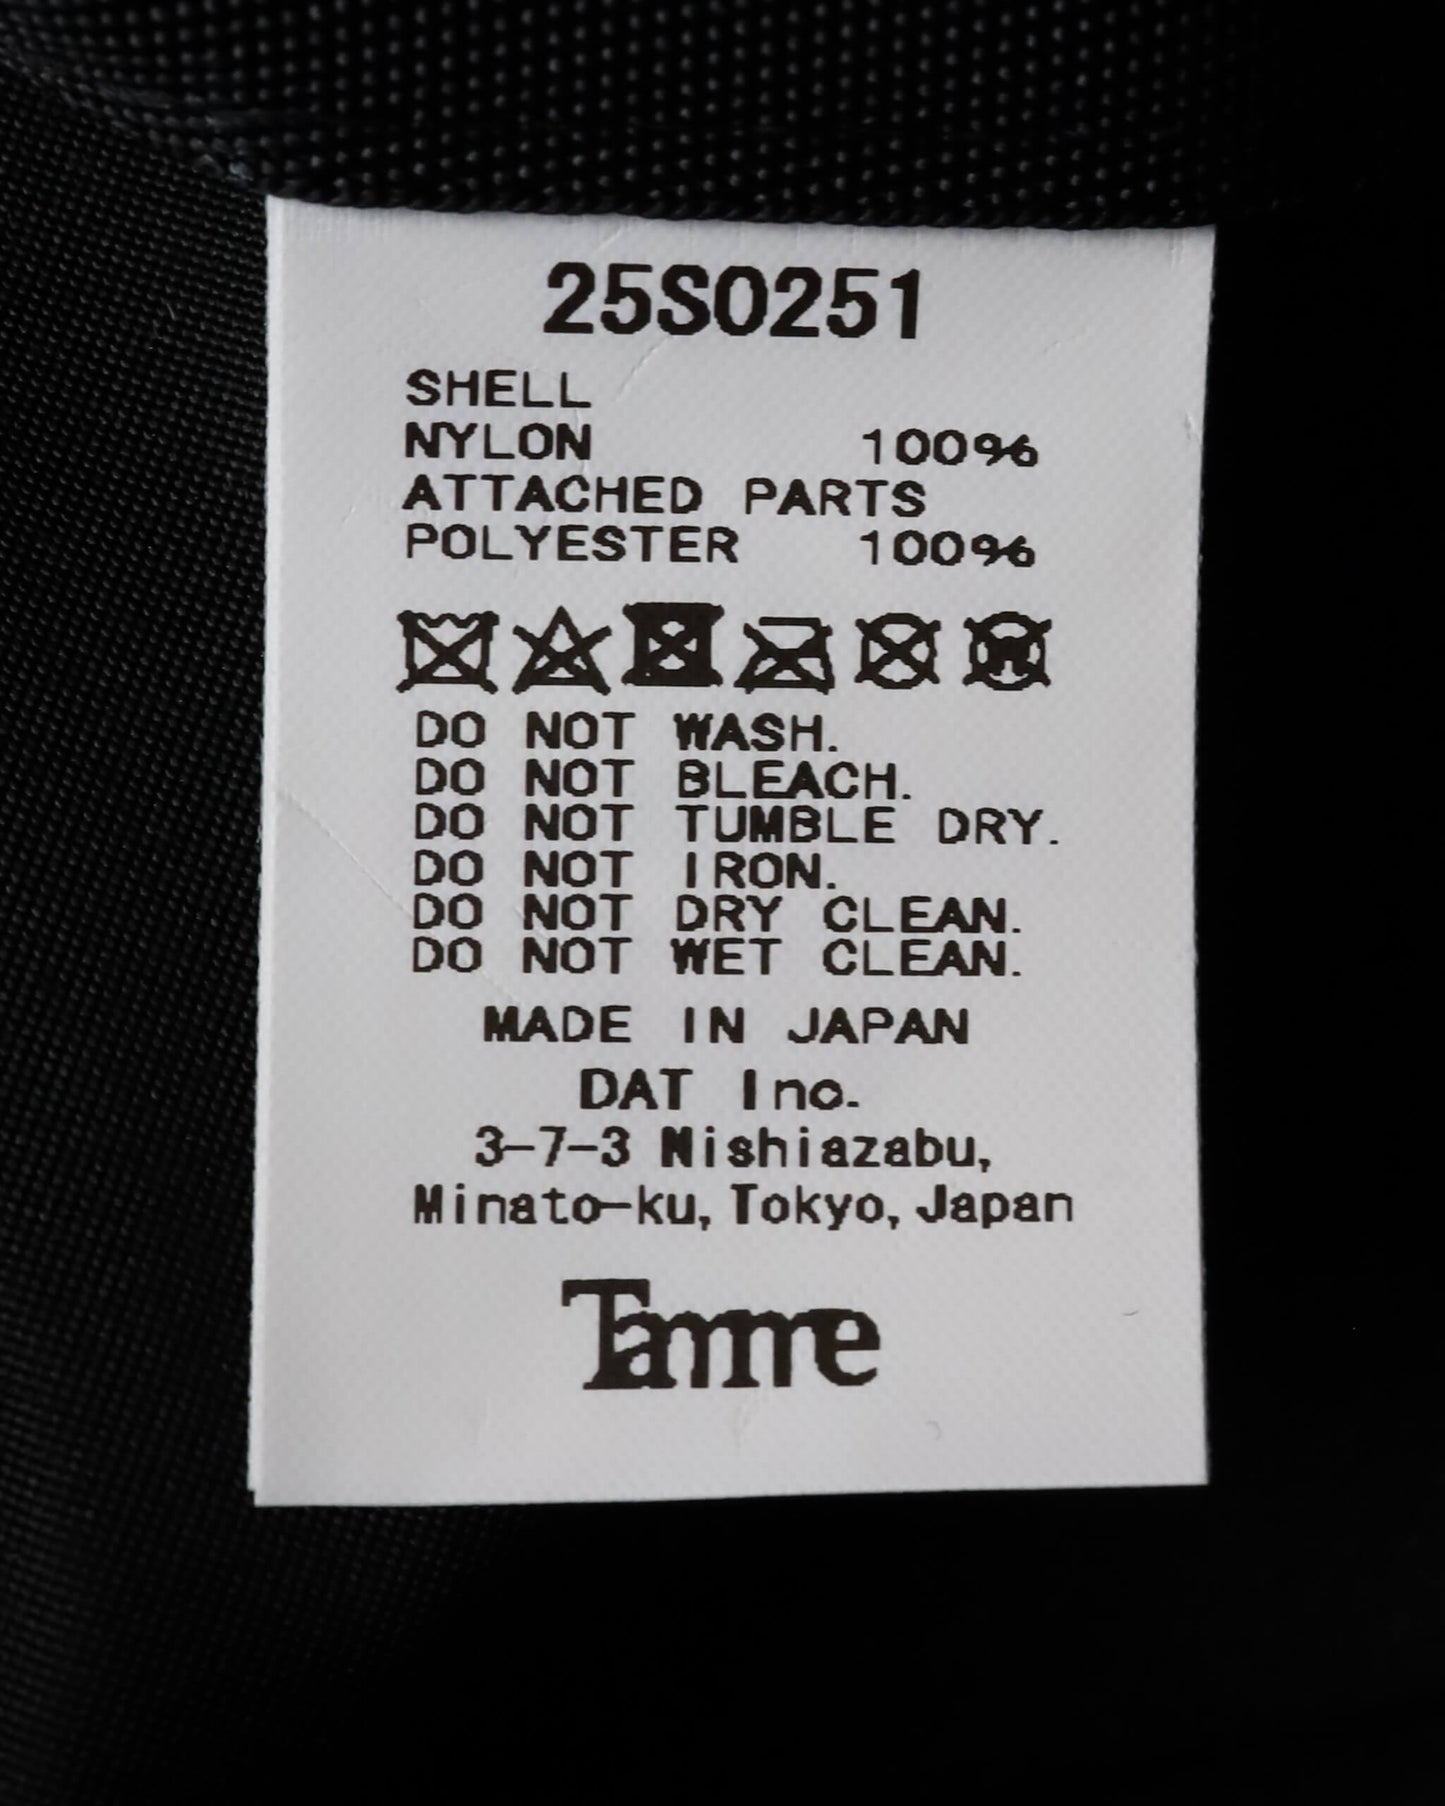 25S0251
SHELL
NYLON 100%
ATTACHED PARTS
POLYESTER 100%
DO NOT WASH.
DO NOT BLEACH.
DO NOT TUMBLE DRY.
DO NOT IRON.
DO NOT DRY CLEAN.
DO NOT WET CLEAN.
MADE IN JAPAN
DAT Inc.
3-7-3 Nishiazabu,
Minato-ku, Tokyo, Japan
Tamme